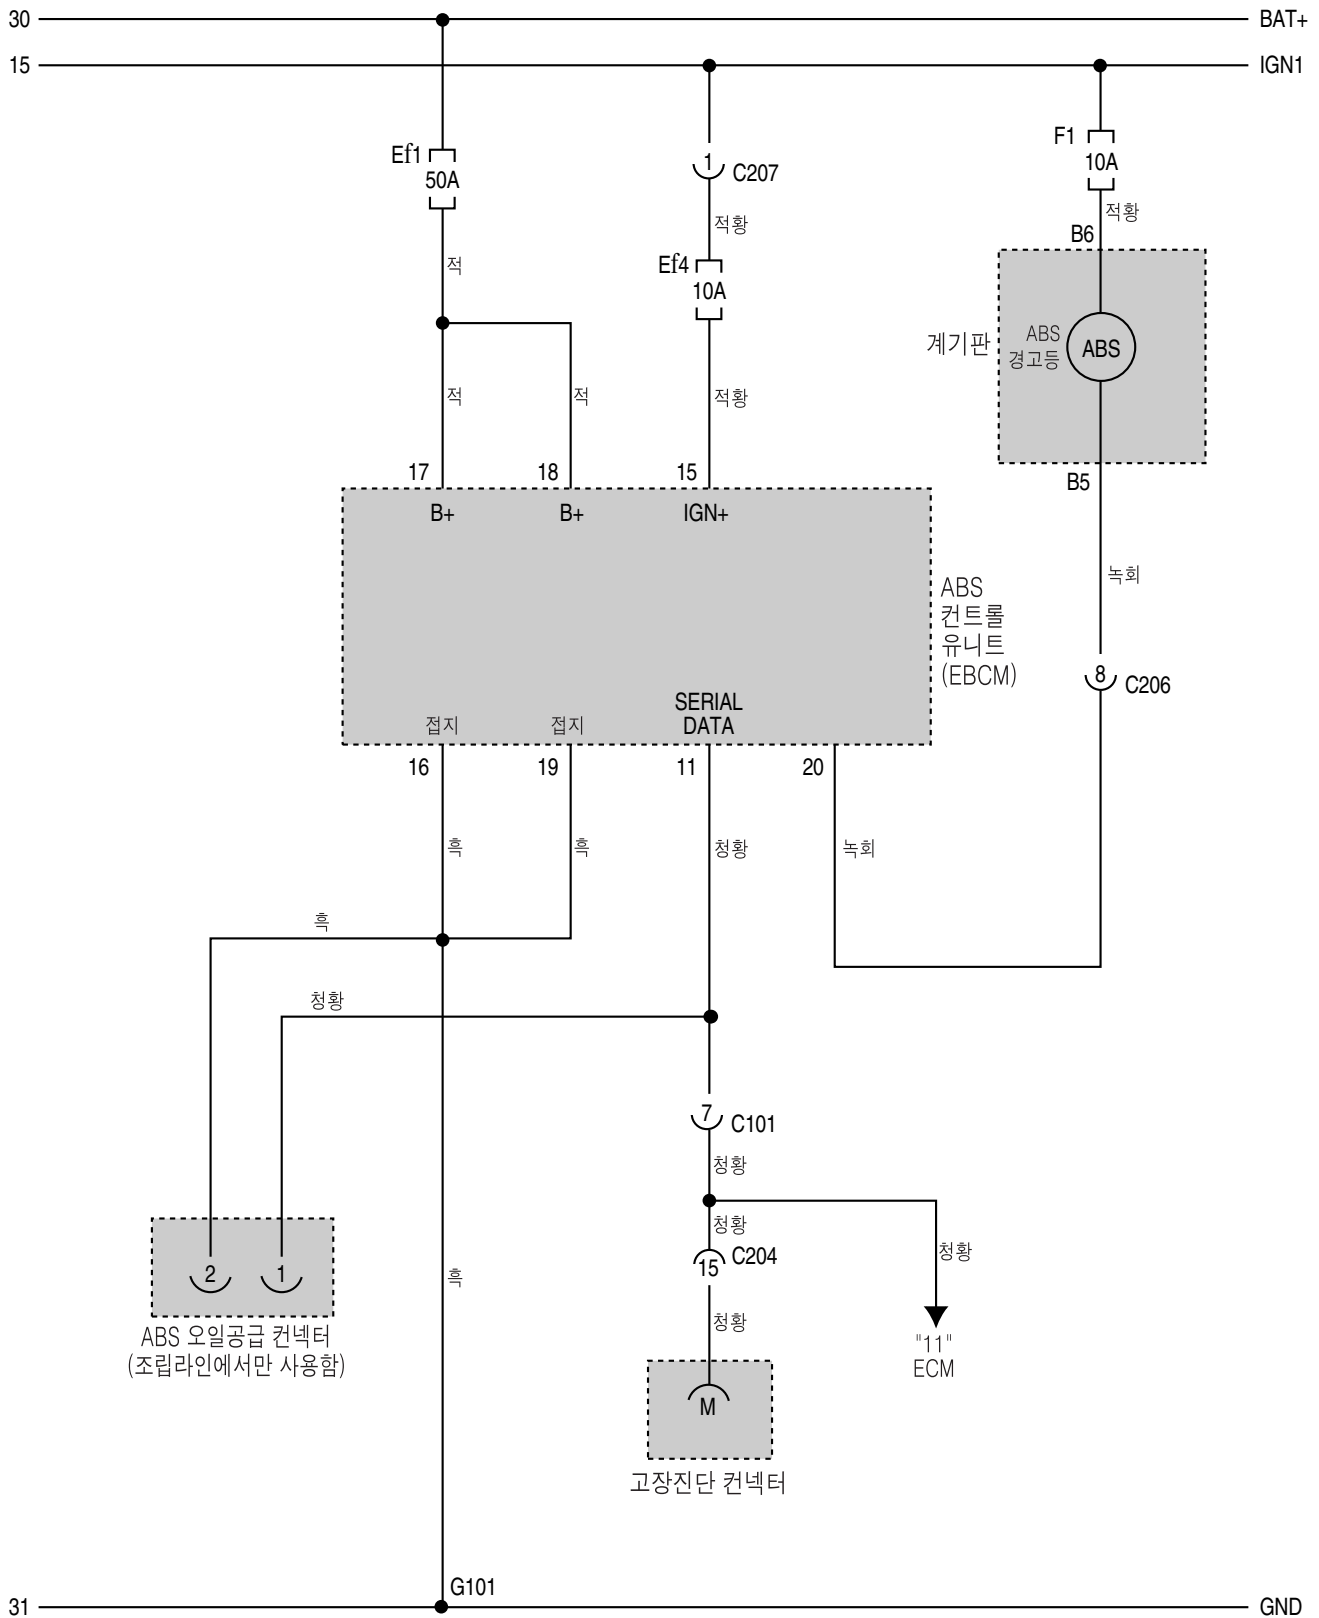 30
BAT+
15
IGN1
Ef1
50A
1
C207
F1
10A
적황
적황
B6
적
Ef4
10A
계기판
ABS
경고등
ABS
적
적
적황
17
18
15
B5
B+
B+
IGN+
녹회
ABS
컨트롤
유니트
(EBCM)
8
C206
접지
접지
SERIAL
DATA
16
19
11
20
흑
흑
청황
녹회
흑
청황
7
C101
청황
청황
C204
15
청황
2
1
흑
청황
ABS 오일공급 컨넥터
(조립라인에서만 사용함)
"11"
ECM
M
고장진단 컨넥터
G101
31
GND